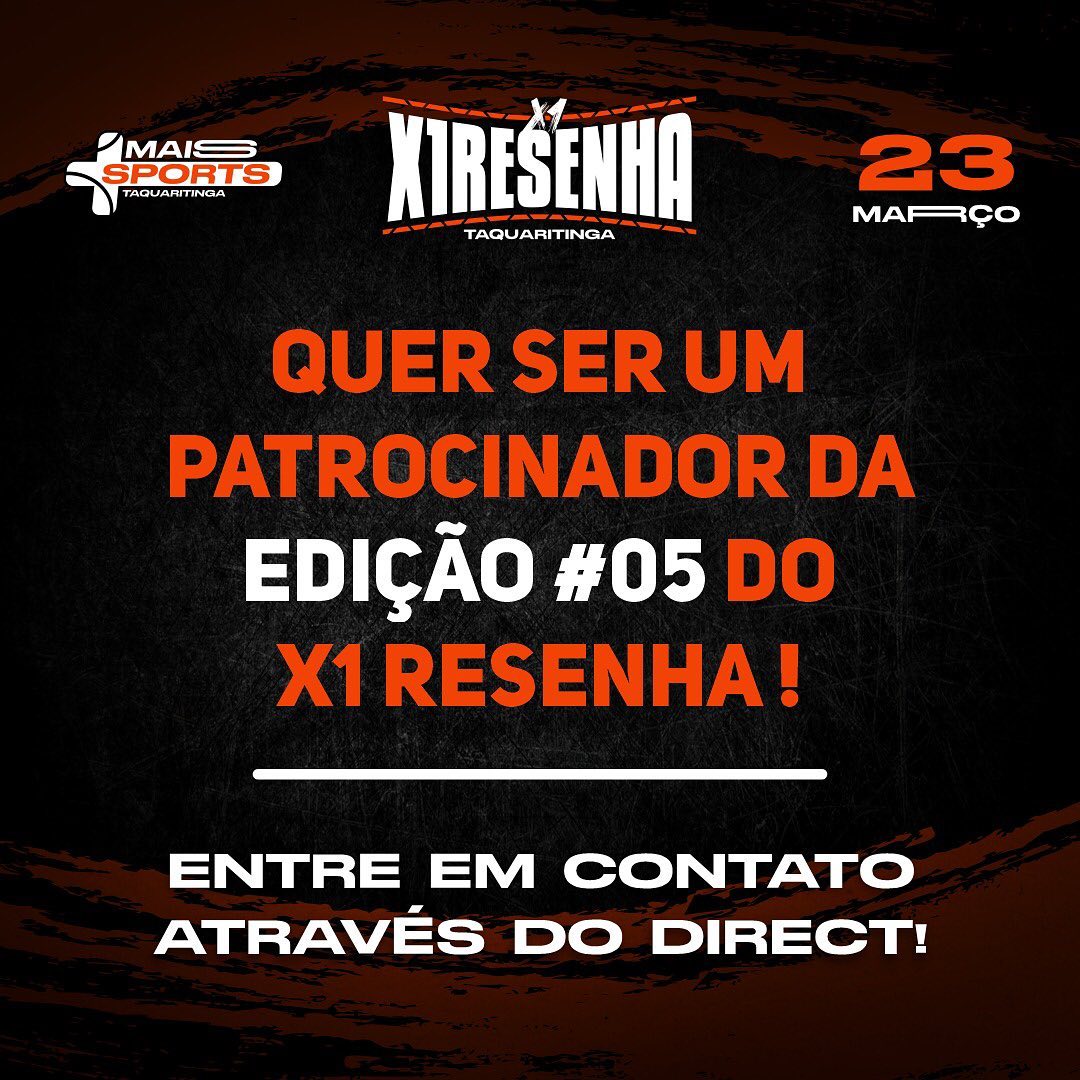 MAIS
SPORTS
TAQUARITINGA
X1
X1RESENHA
TAQUARITINGA
23
MARÇO
QUER SER UM
PATROCINADOR DA
EDIÇÃO #05 DO
X1 RESENHA !
ENTRE EM CONTATO
ATRAVÉS DO DIRECT!